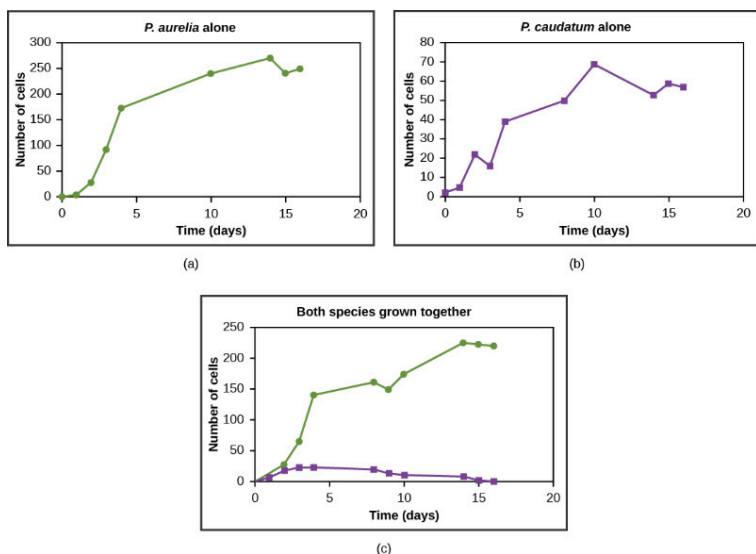 P. aurelia alone
Number of cells
300
250
200
150
100
50
0
0 5 10 15 20
Time (days)
(a)
P. caudatum alone
Number of cells
80
70
60
50
40
30
20
10
0
0 5 10 15 20
Time (days)
(b)
Both species grown together
Number of cells
250
200
150
100
50
0
0 5 10 15 20
Time (days)
(c)